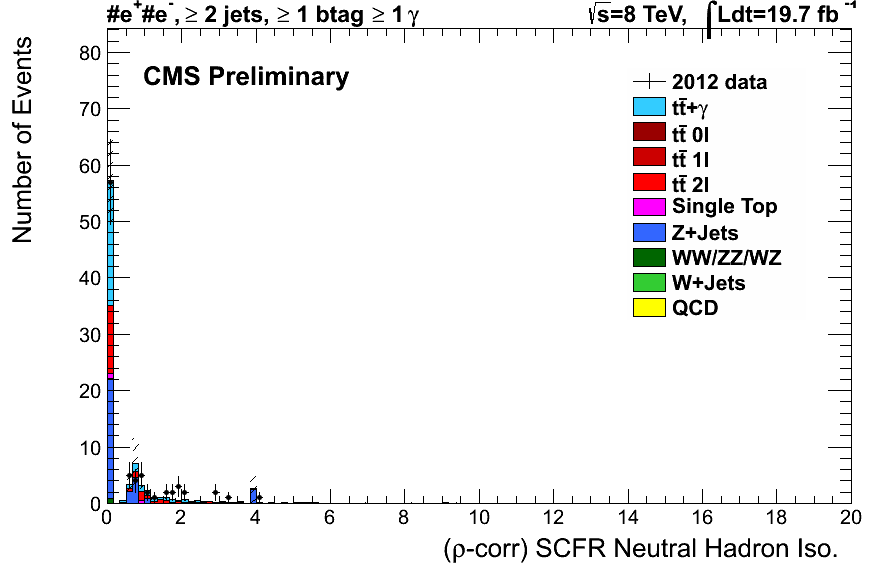 #e⁺#e⁻, ≥ 2 jets, ≥ 1 btag ≥ 1 γ
√s=8 TeV, ∫Ldt=19.7 fb⁻¹
CMS Preliminary
2012 data
tt̄+γ
tt̄ 0l
tt̄ 1l
tt̄ 2l
Single Top
Z+Jets
WW/ZZ/WZ
W+Jets
QCD
Number of Events
80
70
60
50
40
30
20
10
0
0 2 4 6 8 10 12 14 16 18 20
(ρ-corr) SCFR Neutral Hadron Iso.